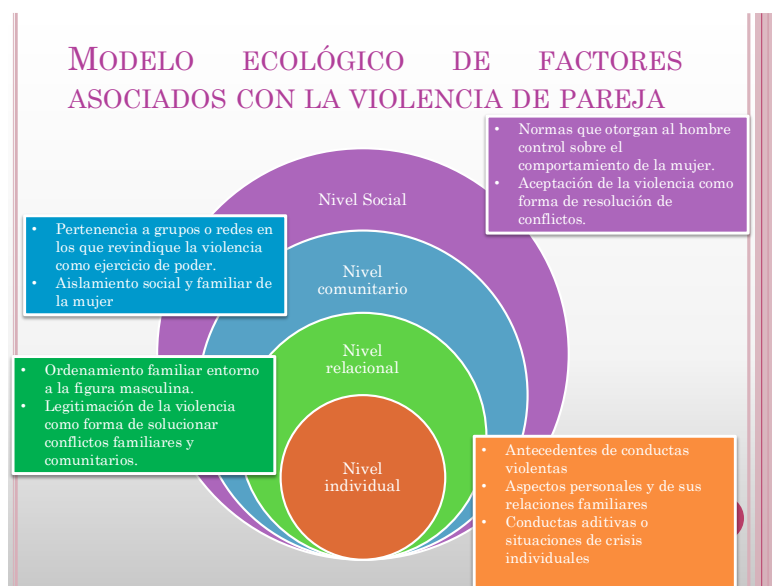 MODELO ECOLÓGICO DE FACTORES
ASOCIADOS CON LA VIOLENCIA DE PAREJA
• Normas que otorgan al hombre
control sobre el
comportamiento de la mujer.
• Aceptación de la violencia como
forma de resolución de
conflictos.
Nivel Social
• Pertenencia a grupos o redes en
los que revindique la violencia
como ejercicio de poder.
• Aislamiento social y familiar de
la mujer
Nivel
comunitario
Nivel
relacional
• Ordenamiento familiar entorno
a la figura masculina.
• Legitimación de la violencia
como forma de solucionar
conflictos familiares y
comunitarios.
Nivel
individual
• Antecedentes de conductas
violentas
• Aspectos personales y de sus
relaciones familiares
• Conductas aditivas o
situaciones de crisis
individuales